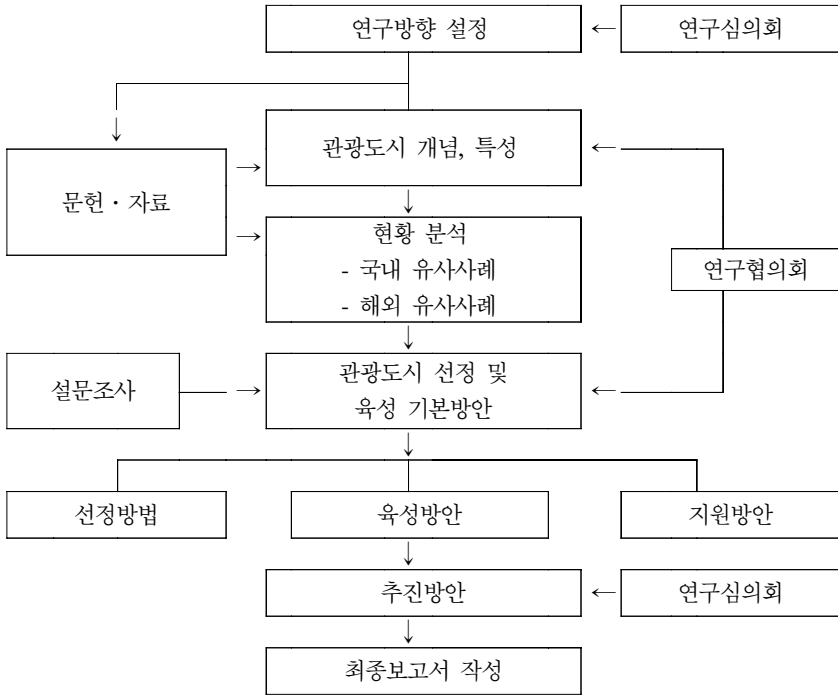 연구방향 설정
←
연구심의회
↓
관광도시 개념, 특성
←
문헌 · 자료
→
↓
→
현황 분석
- 국내 유사사례
- 해외 유사사례
연구협의회
↓
설문조사
→
관광도시 선정 및
육성 기본방안
←
↓
선정방법
육성방안
지원방안
↓
추진방안
←
연구심의회
↓
최종보고서 작성